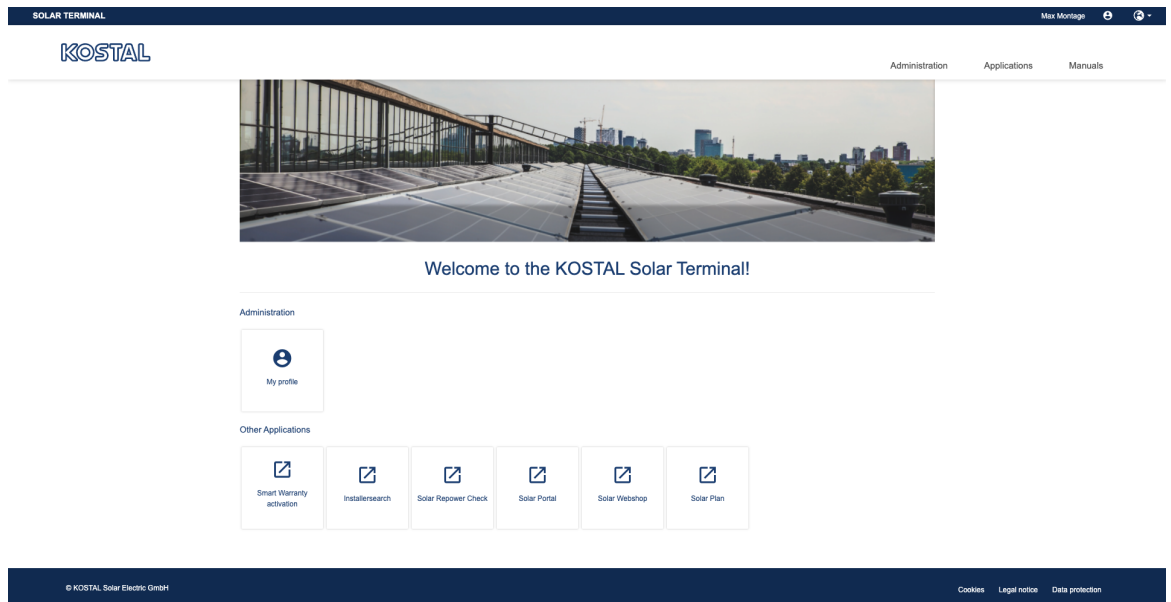 SOLAR TERMINAL
Max Montage
KOSTAL
Administration Applications Manuals
Welcome to the KOSTAL Solar Terminal!
Administration
My profile
Other Applications
Smart Warranty
activation
Installersearch
Solar Repower Check
Solar Portal
Solar Webshop
Solar Plan
© KOSTAL Solar Electric GmbH
Cookies Legal notice Data protection